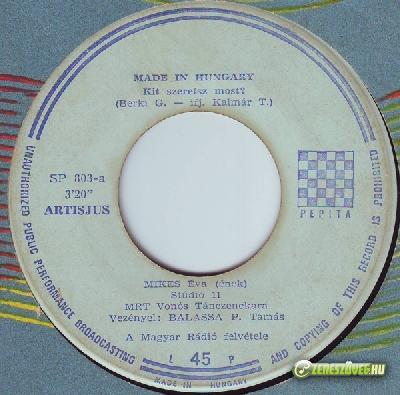 MADE IN HUNGARY
Kit szeretsz most?
(Berki G. — ifj. Kalmár T.)
SP 803-a
3'20"
ARTISJUS
PEPITA
MIKES Éva (ének)
Stúdió 11
MRT Vonós Tánczenekara
Vezényel: BALASSA P. Tamás
A Magyar Rádió felvétele
L 45 P
MADE IN HUNGARY
UNAUTHORIZED PUBLIC PERFORMANCE BROADCASTING AND COPYING OF THIS RECORD IS PROHIBITED
ZENESZÖVEG.HU